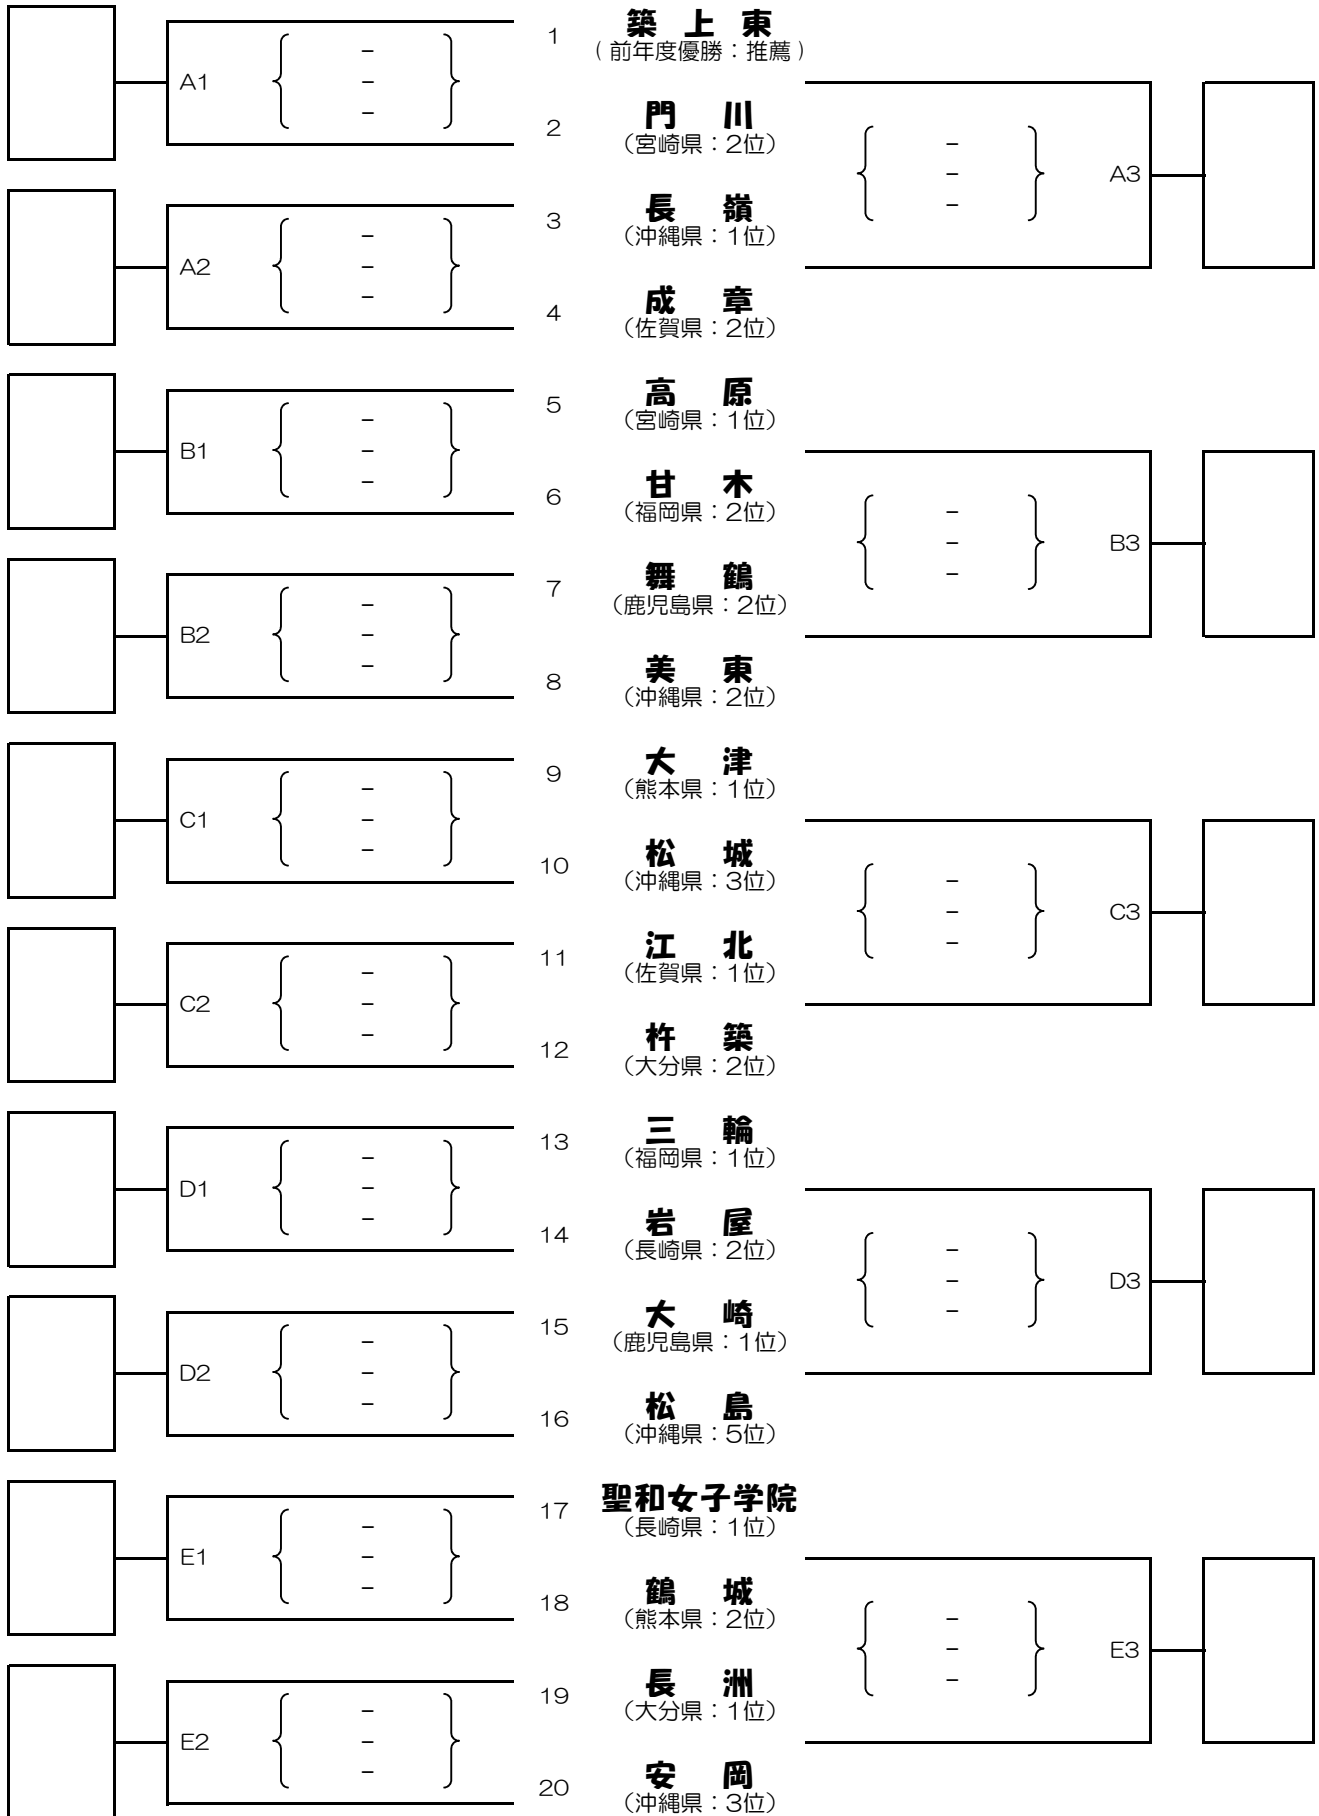 1 築上東
(前年度優勝：推薦)
A1
–
–
–
2 門川
(宮崎県：2位)
A3
–
–
–
3 長嶺
(沖縄県：1位)
A2
–
–
–
4 成章
(佐賀県：2位)
5 高原
(宮崎県：1位)
B1
–
–
–
6 甘木
(福岡県：2位)
B3
–
–
–
7 舞鶴
(鹿児島県：2位)
B2
–
–
–
8 美東
(沖縄県：2位)
9 大津
(熊本県：1位)
C1
–
–
–
10 松城
(沖縄県：3位)
C3
–
–
–
11 江北
(佐賀県：1位)
C2
–
–
–
12 杵築
(大分県：2位)
13 三輪
(福岡県：1位)
D1
–
–
–
14 岩屋
(長崎県：2位)
D3
–
–
–
15 大崎
(鹿児島県：1位)
D2
–
–
–
16 松島
(沖縄県：5位)
17 聖和女子学院
(長崎県：1位)
E1
–
–
–
18 鶴城
(熊本県：2位)
E3
–
–
–
19 長洲
(大分県：1位)
E2
–
–
–
20 安岡
(沖縄県：3位)